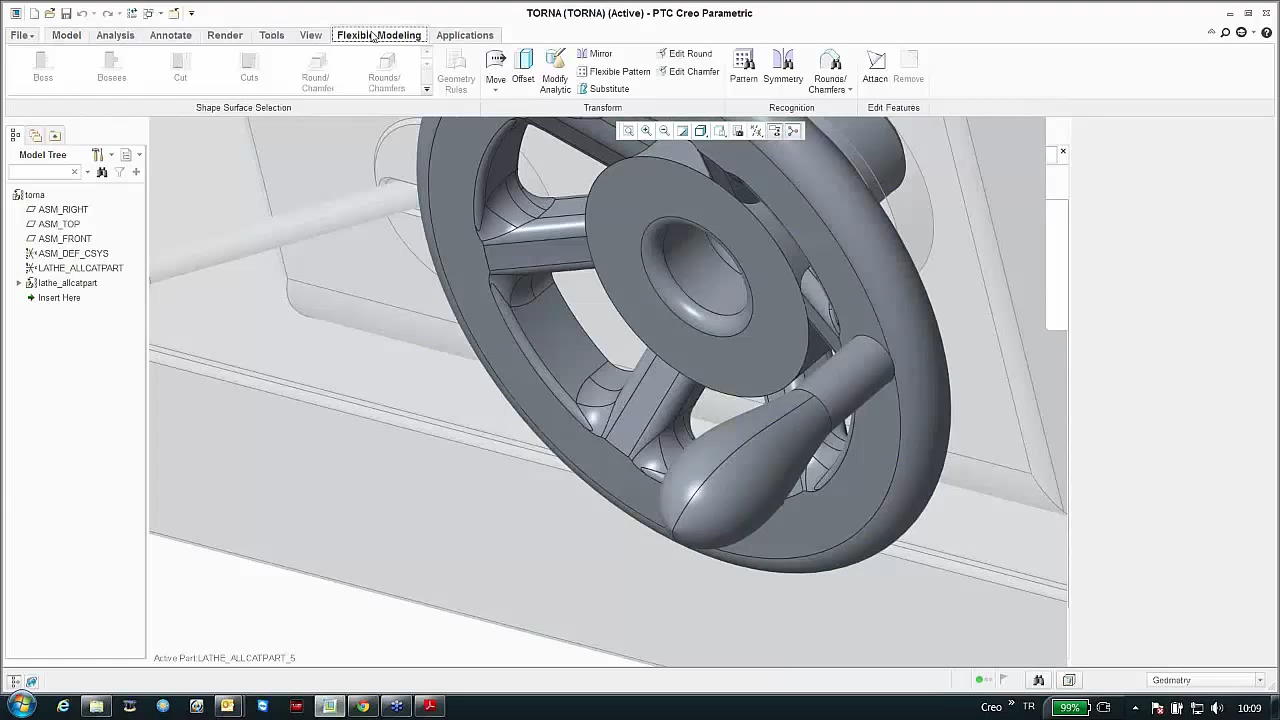 TORNA (TORNA) (Active) - PTC Creo Parametric
File Model Analysis Annotate Render Tools View Flexible Modeling Applications
Boss Bosses Cut Cuts Round/ Chamfer Rounds/ Chamfers Geometry Rules
Move Offset Modify Analytic
Mirror Edit Round
Flexible Pattern Edit Chamfer
Substitute
Pattern Symmetry Rounds/ Chamfers Attach Remove
Shape Surface Selection Transform Recognition Edit Features
Model Tree
torna
ASM_RIGHT
ASM_TOP
ASM_FRONT
ASM_DEF_CSYS
LATHE_ALLCATPART
lathe_allcatpart
Insert Here
Active Part:LATHE_ALLCATPART_5
Geometry
Creo » TR 99% 10:09